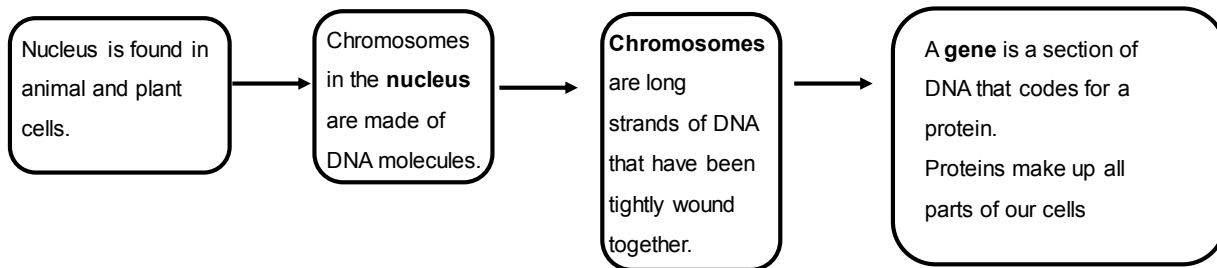 Nucleus is found in
animal and plant
cells.
Chromosomes
in the nucleus
are made of
DNA molecules.
Chromosomes
are long
strands of DNA
that have been
tightly wound
together.
A gene is a section of
DNA that codes for a
protein.
Proteins make up all
parts of our cells